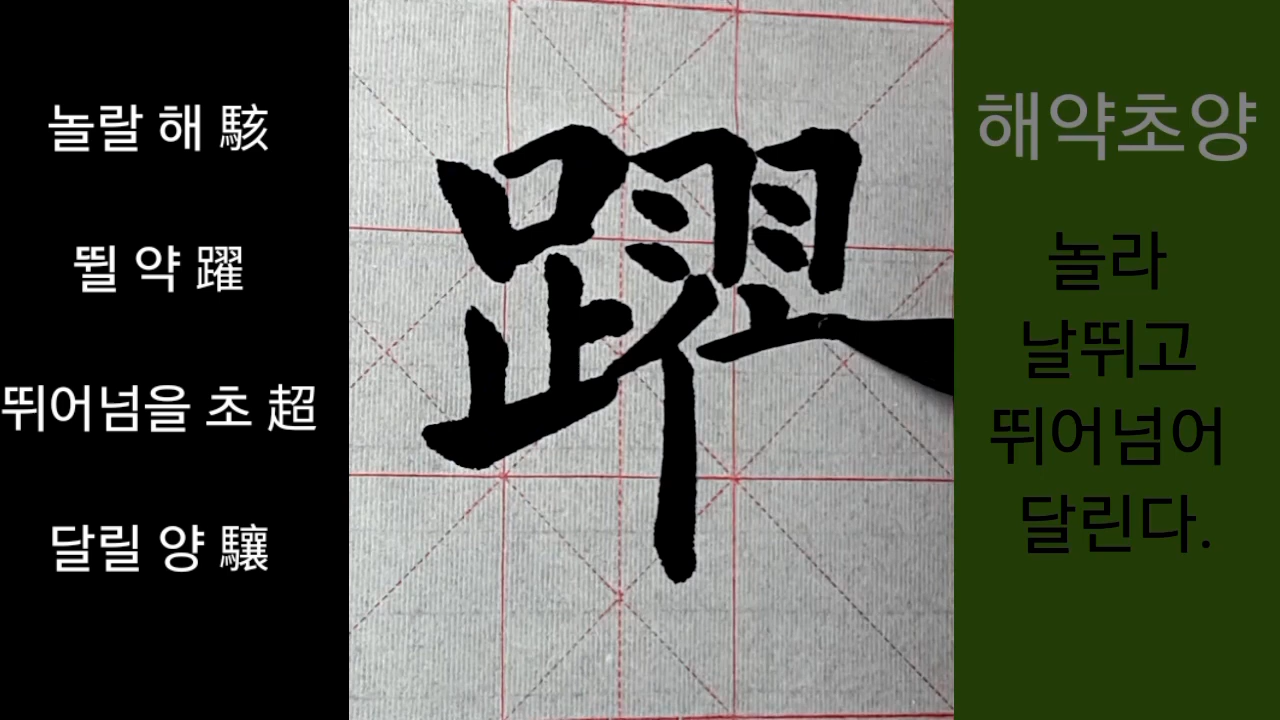 놀랄 해 駭
뛸 약 躍
뛰어넘을 초 超
달릴 양 驤
해약초양
놀라
날뛰고
뛰어넘어
달린다.